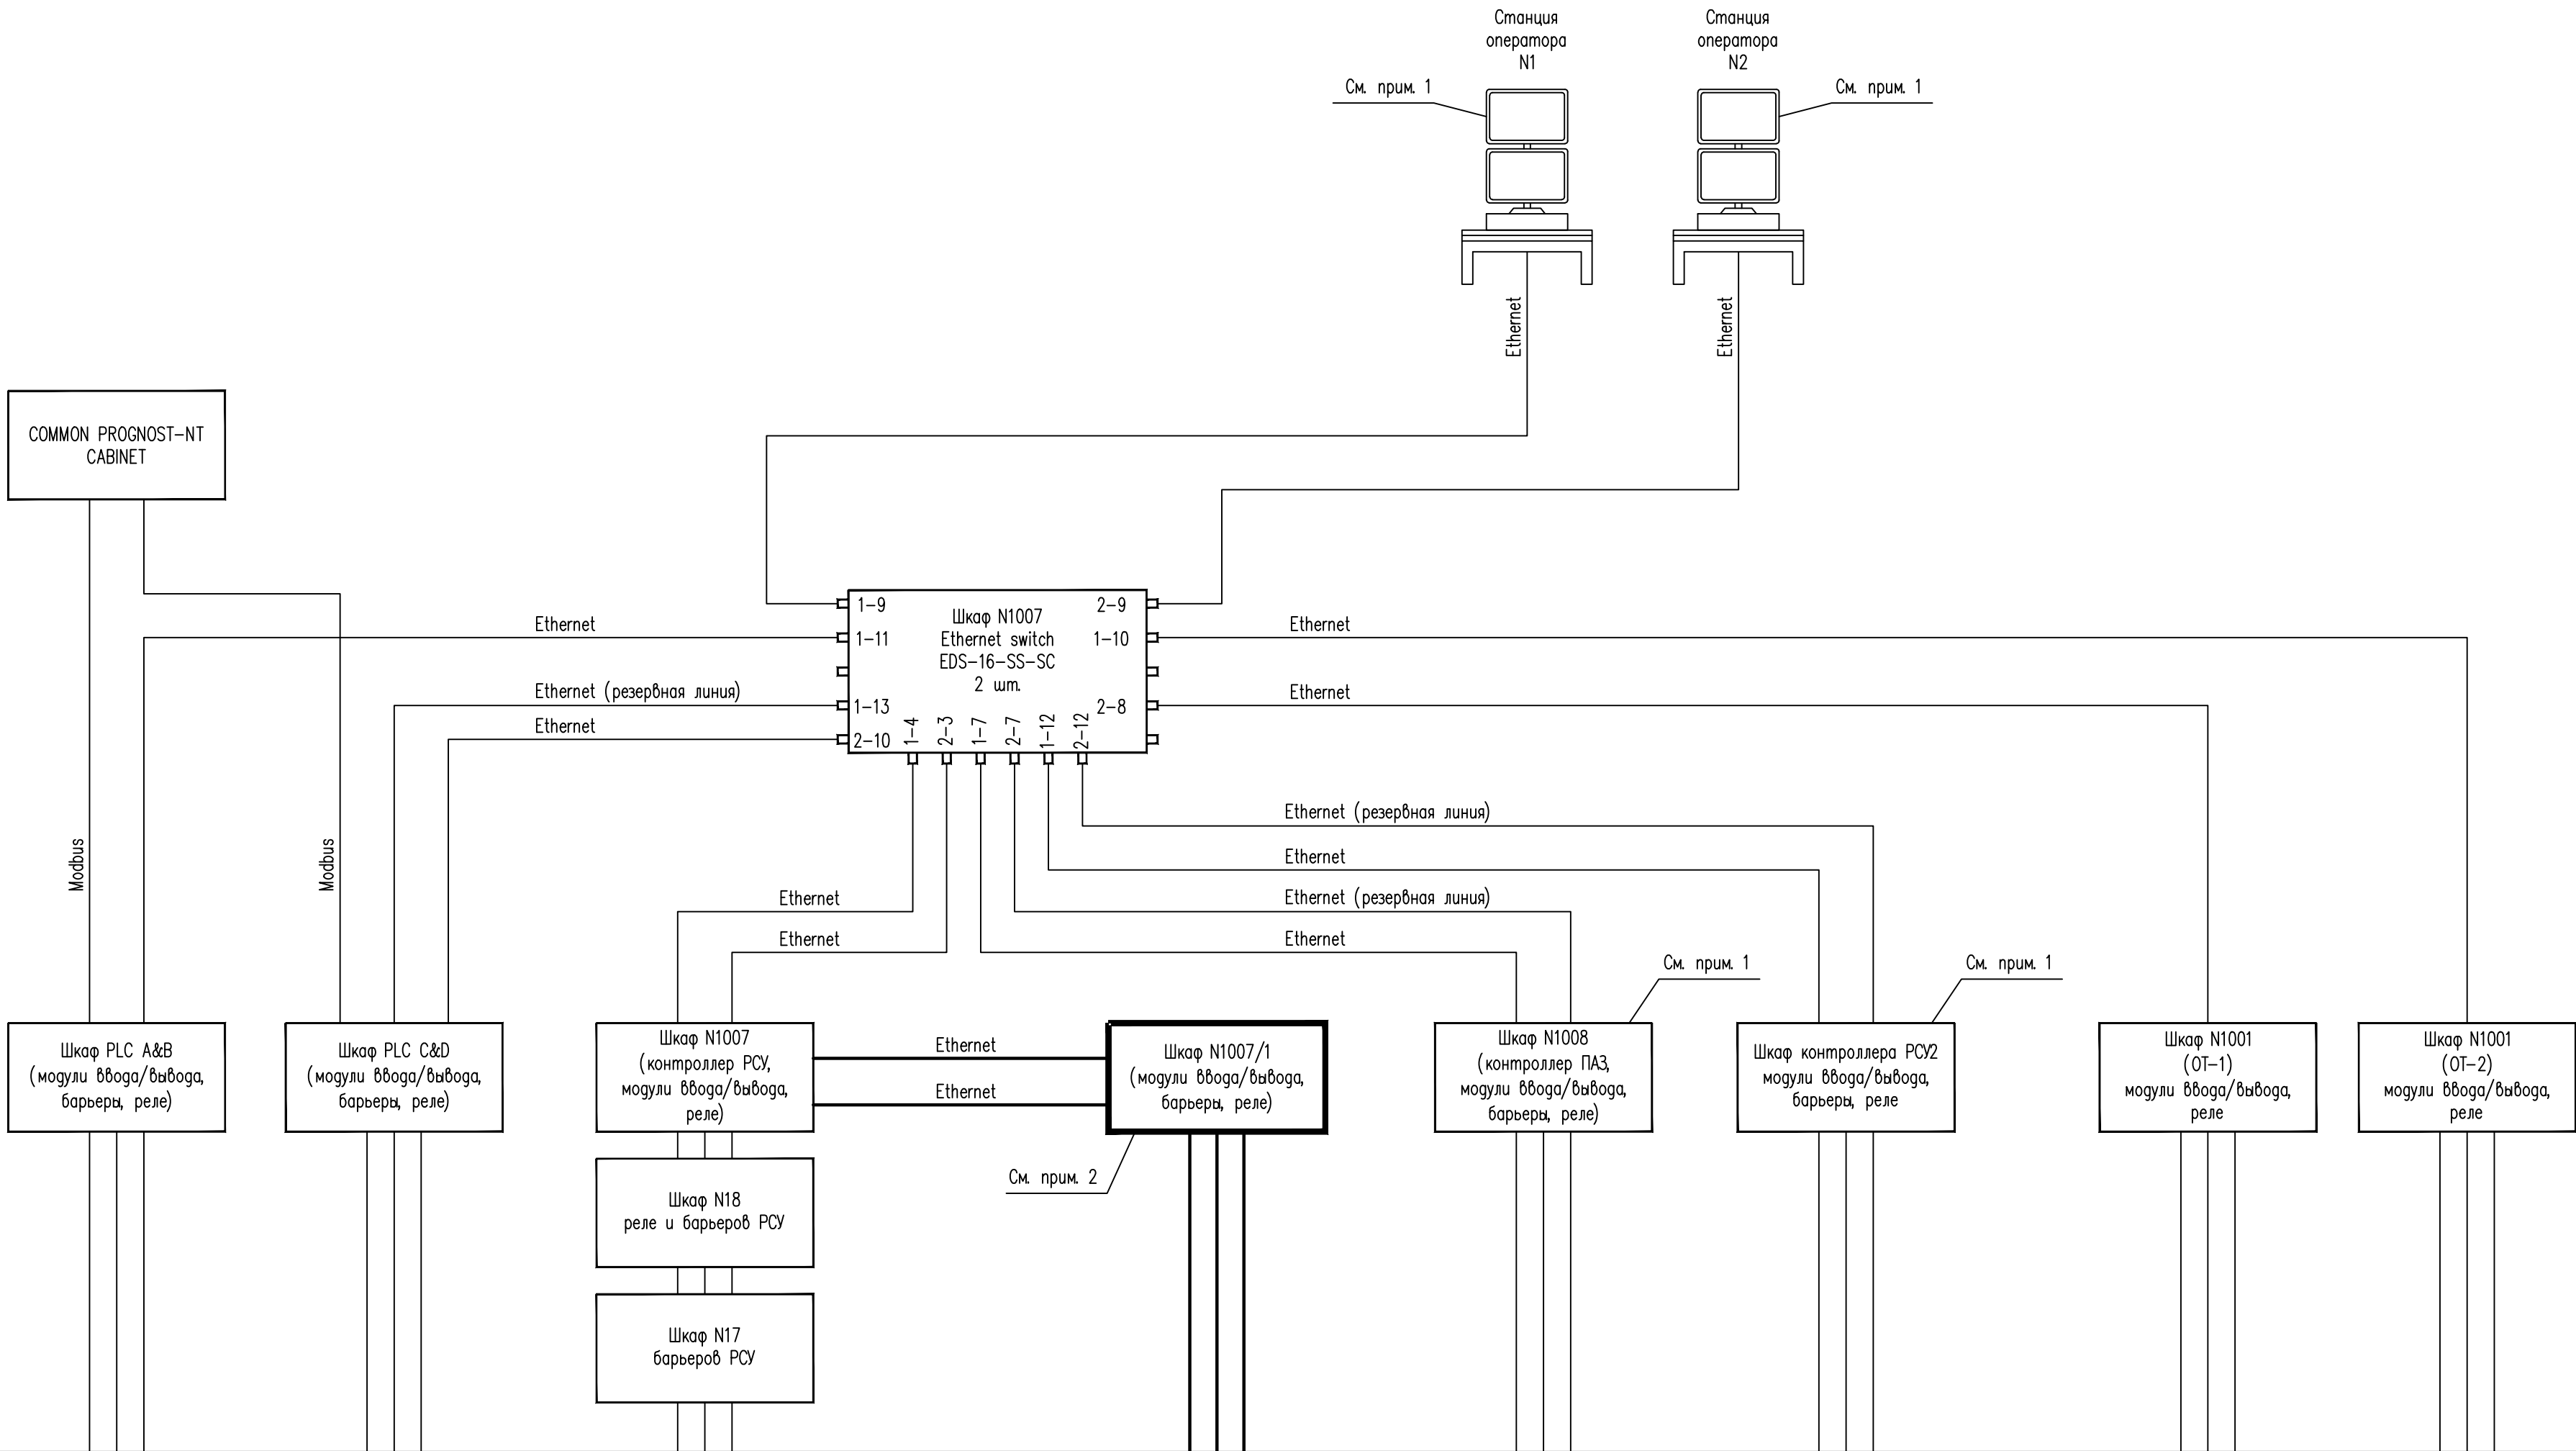 Станция
оператора
N1
Станция
оператора
N2
См. прим. 1
См. прим. 1
Ethernet
Ethernet
COMMON PROGNOST-NT
CABINET
1-9
Шкаф N1007
Ethernet switch
EDS-16-SS-SC
2 шт.
2-9
1-11
1-10
1-13
2-8
2-10
1-4
2-3
1-7
2-7
1-12
2-12
Ethernet
Ethernet
Ethernet (резервная линия)
Ethernet
Ethernet
Modbus
Modbus
Ethernet (резервная линия)
Ethernet
Ethernet
Ethernet (резервная линия)
Ethernet
Ethernet
См. прим. 1
См. прим. 1
Шкаф PLC A&B
(модули ввода/вывода,
барьеры, реле)
Шкаф PLC C&D
(модули ввода/вывода,
барьеры, реле)
Шкаф N1007
(контроллер РСУ,
модули ввода/вывода,
реле)
Ethernet
Ethernet
Шкаф N1007/1
(модули ввода/вывода,
барьеры, реле)
Шкаф N1008
(контроллер ПАЗ,
модули ввода/вывода,
барьеры, реле)
Шкаф контроллера РСУ2
модули ввода/вывода,
барьеры, реле
Шкаф N1001
(ОТ-1)
модули ввода/вывода,
реле
Шкаф N1001
(ОТ-2)
модули ввода/вывода,
реле
См. прим. 2
Шкаф N18
реле и барьеров РСУ
Шкаф N17
барьеров РСУ